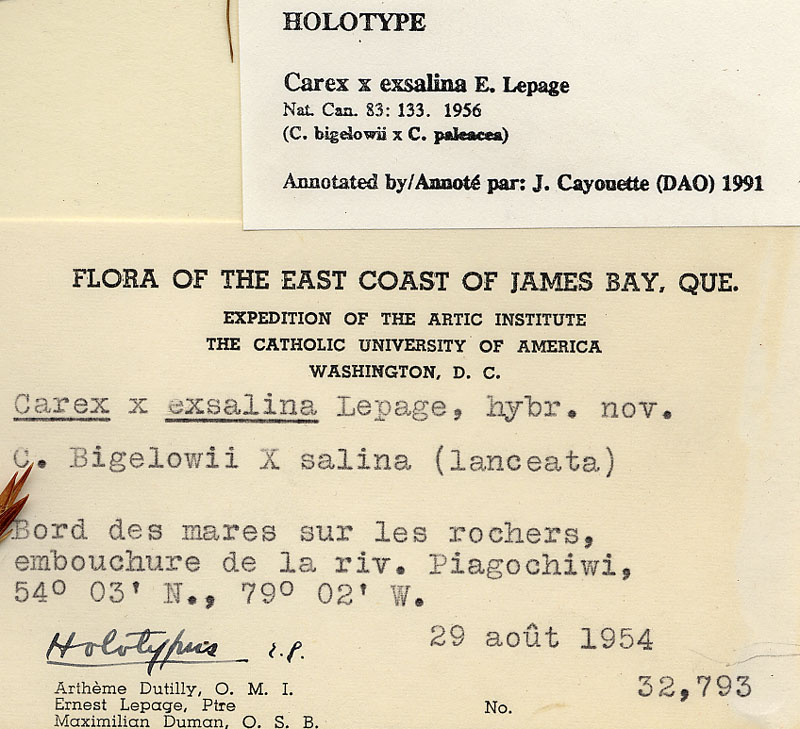 HOLOTYPE
Carex x exsalina E. Lepage
Nat. Can. 83: 133. 1956
(C. bigelowii x C. paleacea)
Annotated by/Annoté par: J. Cayouette (DAO) 1991
FLORA OF THE EAST COAST OF JAMES BAY, QUE.
EXPEDITION OF THE ARTIC INSTITUTE
THE CATHOLIC UNIVERSITY OF AMERICA
WASHINGTON, D. C.
Carex x exsalina Lepage, hybr. nov.
C. Bigelowii X salina (lanceata)
Bord des mares sur les rochers,
embouchure de la riv. Piagochiwi,
54° 03' N., 79° 02' W.
29 août 1954
Holotypus
Arthème Dutilly, O. M. I.
Ernest Lepage, Ptre
Maximilian Duman, O. S. B.
No. 32,793